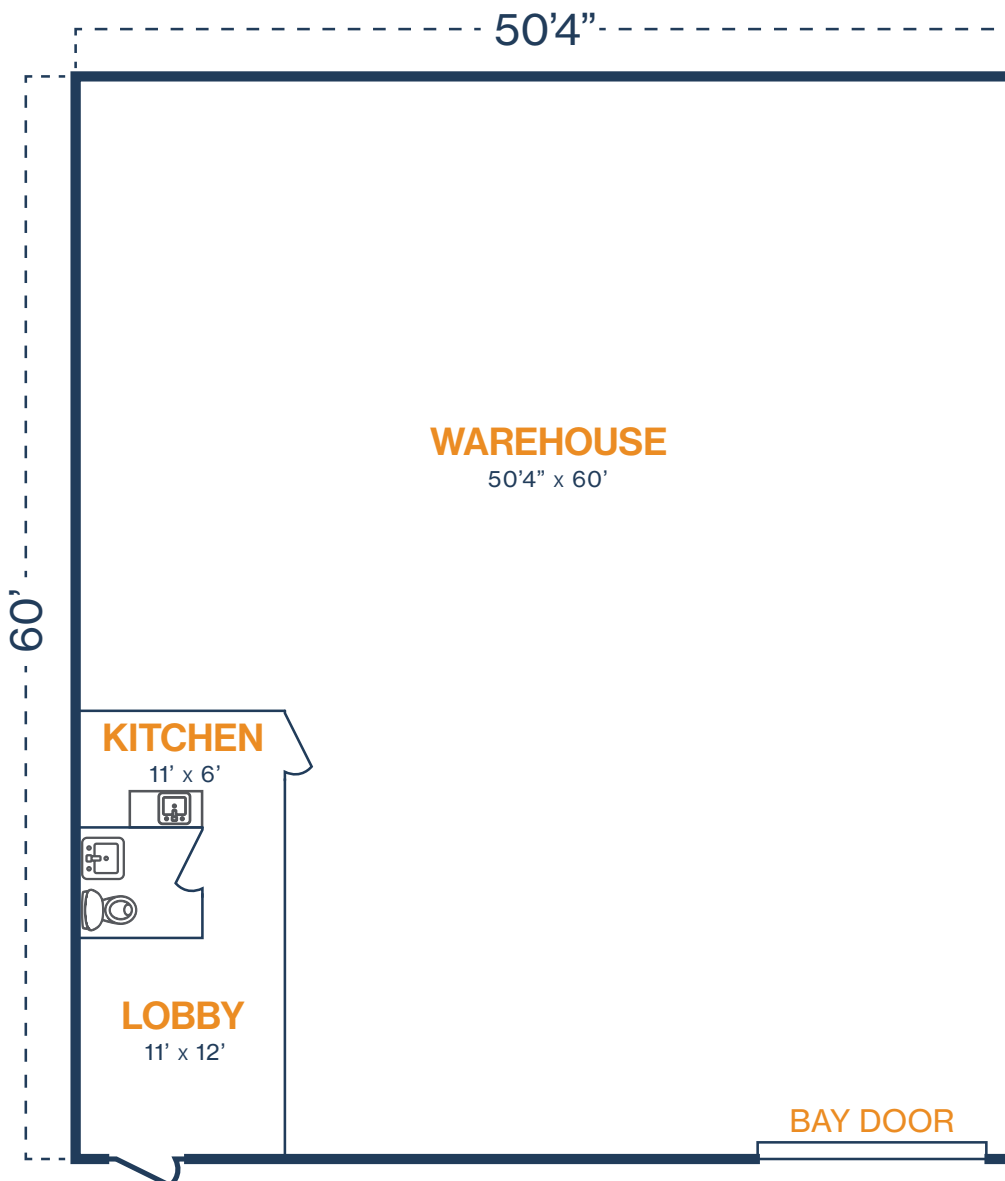 50'4”
WAREHOUSE
50’4” x 60’
60’
KITCHEN
11’ x 6’
LOBBY
11’ x 12’
BAY DOOR